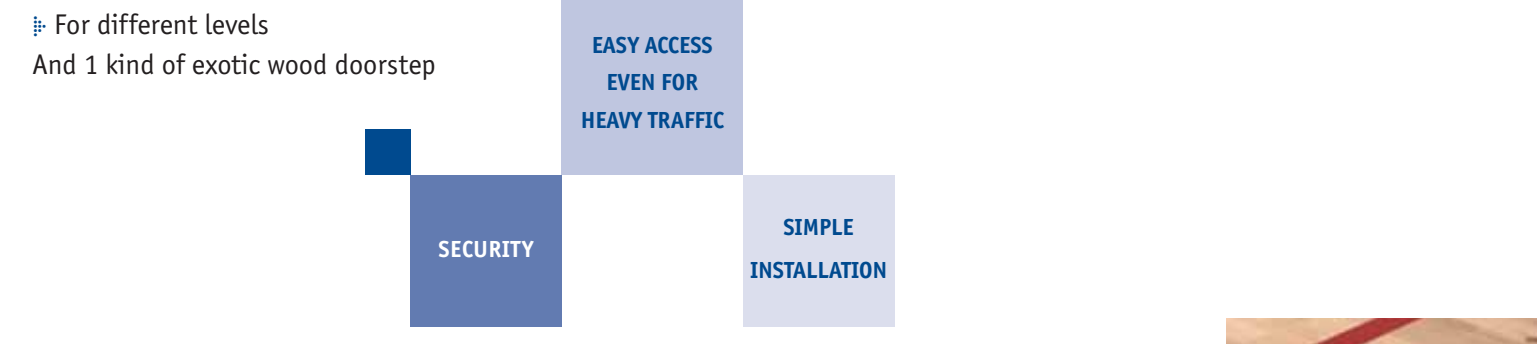 For different levels
And 1 kind of exotic wood doorstep
EASY ACCESS
EVEN FOR
HEAVY TRAFFIC
SECURITY
SIMPLE
INSTALLATION